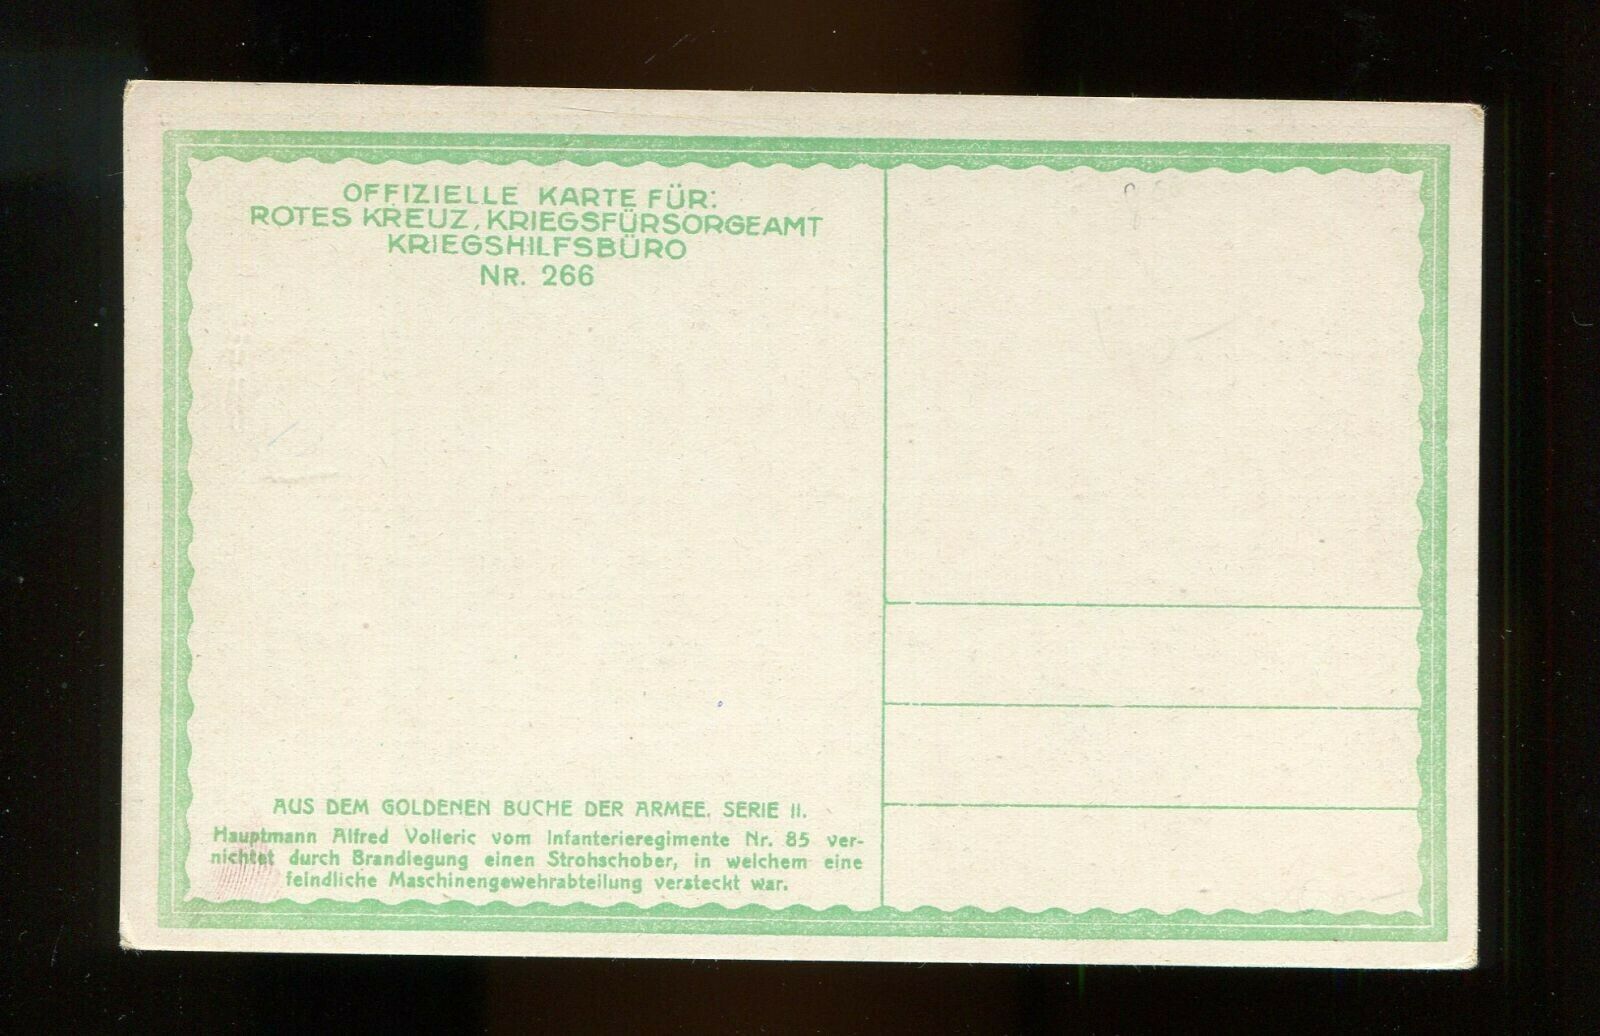 OFFIZIELLE KARTE FÜR:
ROTES KREUZ, KRIEGSFÜRSORGEAMT
KRIEGSHILFSBÜRO
NR. 266
AUS DEM GOLDENEN BUCHE DER ARMEE. SERIE II.
Hauptmann Alfred Volleric vom Infanterieregimente Nr. 85 ver-
nichtet durch Brandlegung einen Strohschober, in welchem eine
feindliche Maschinengewehrabteilung versteckt war.